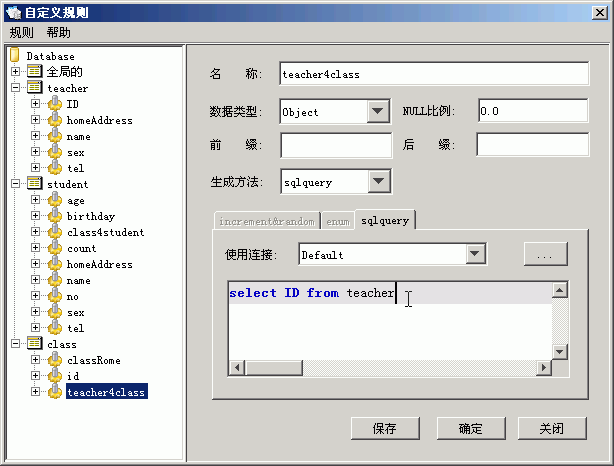 自定义规则
规则 帮助
Database
全局的
teacher
ID
homeAddress
name
sex
tel
student
age
birthday
class4student
count
homeAddress
name
no
sex
tel
class
classRome
id
teacher4class
名 称: teacher4class
数据类型: Object NULL比例: 0.0
前 缀: 后 缀:
生成方法: sqlquery
increment&random enum sqlquery
使用连接: Default ...
select ID from teacher
保存 确定 关闭